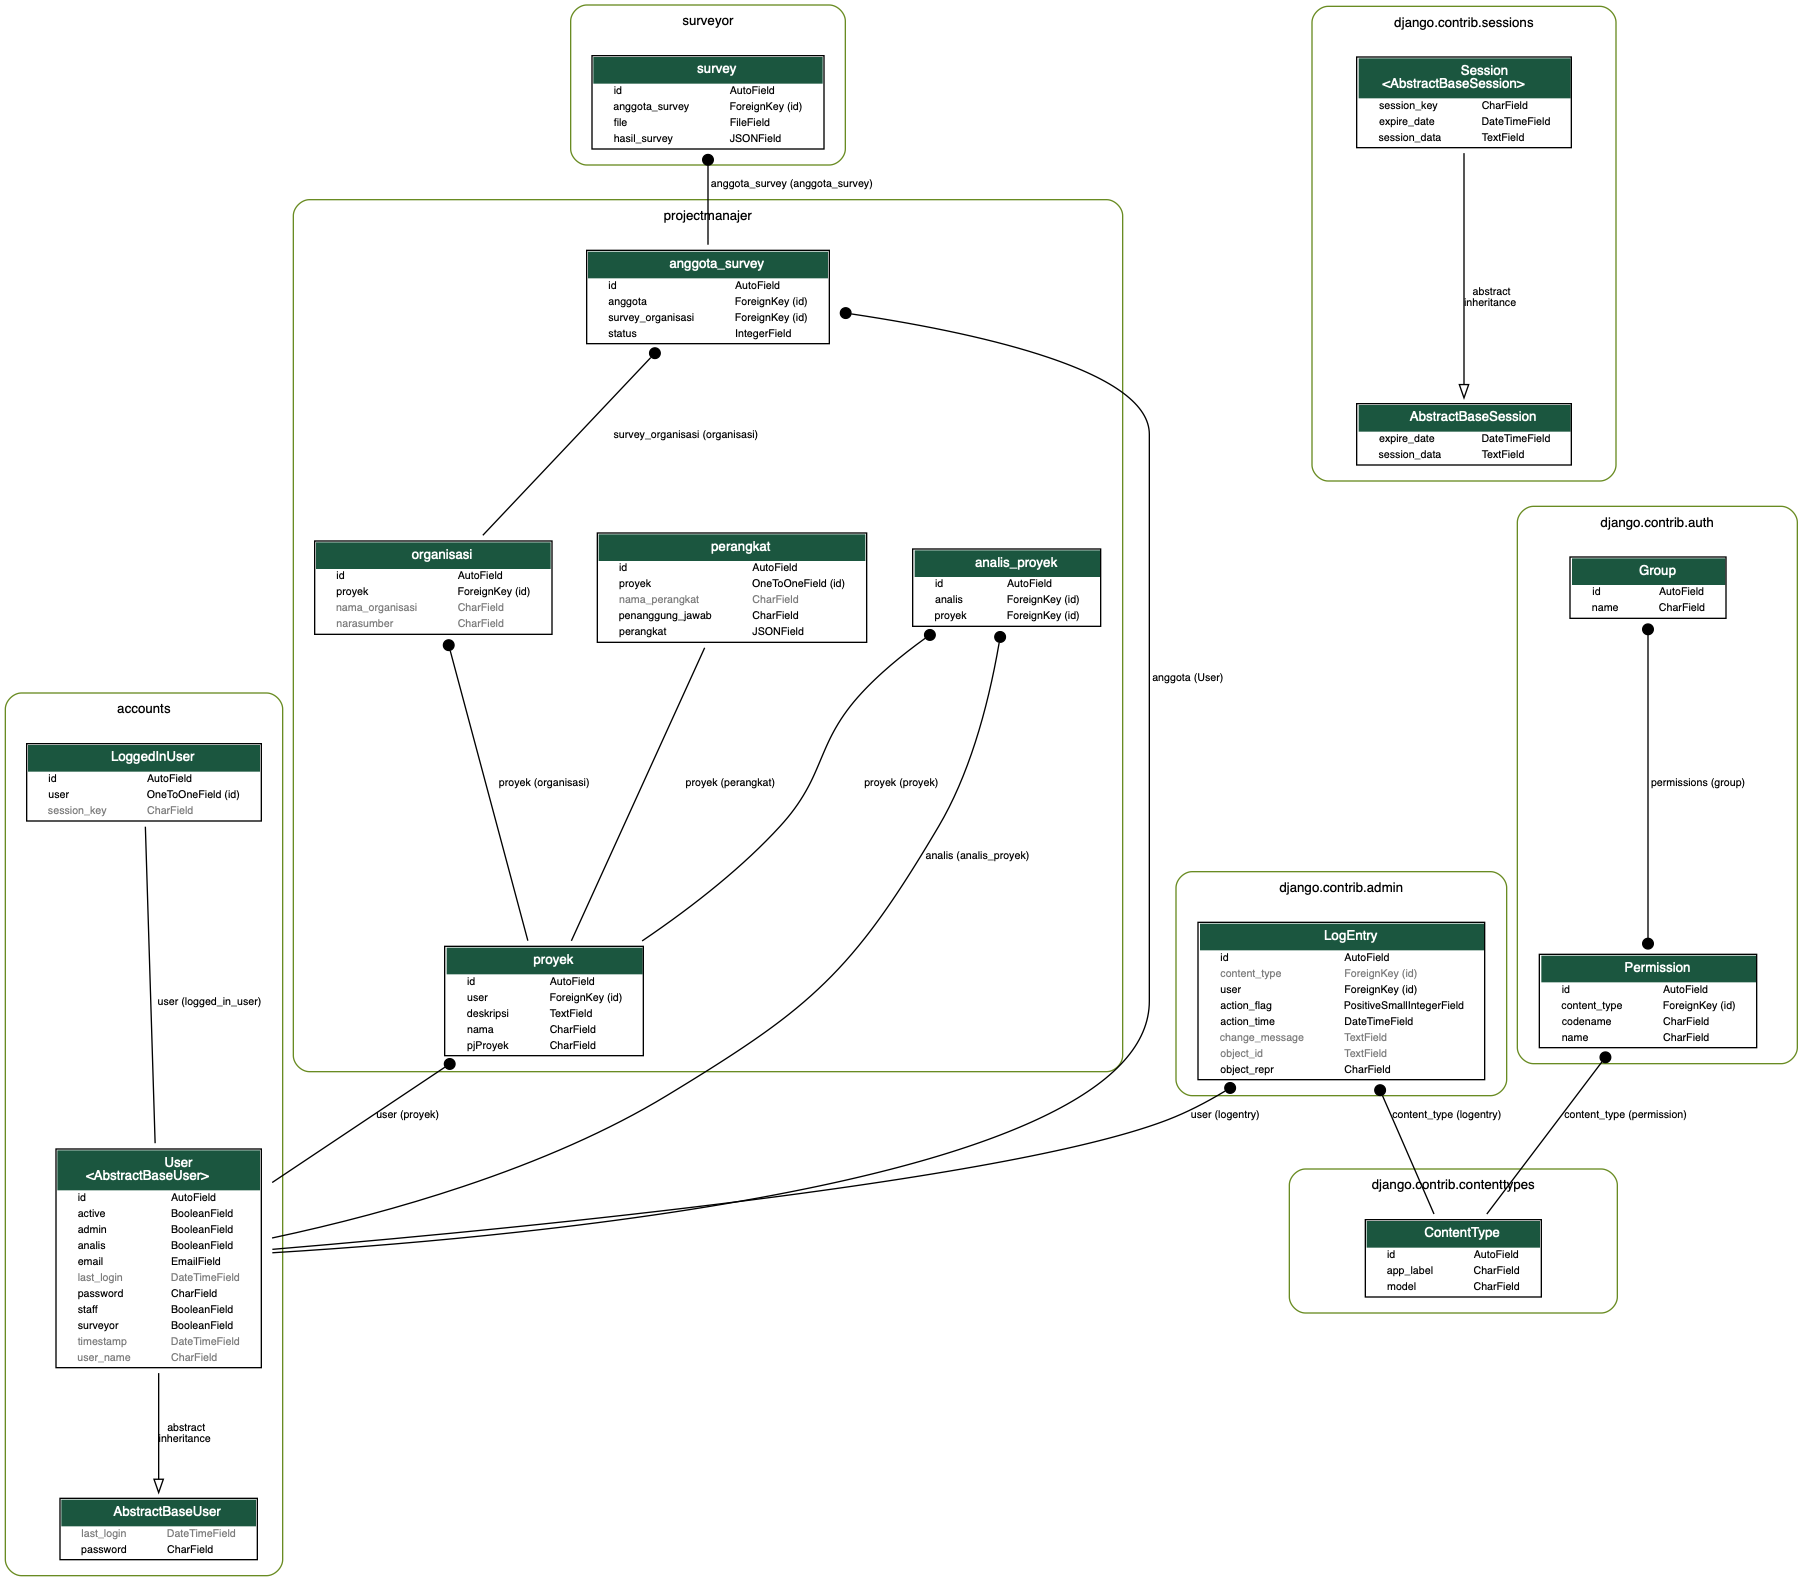 surveyor
survey
id AutoField
anggota_survey ForeignKey (id)
file FileField
hasil_survey JSONField
anggota_survey (anggota_survey)
projectmanajer
anggota_survey
id AutoField
anggota ForeignKey (id)
survey_organisasi ForeignKey (id)
status IntegerField
survey_organisasi (organisasi)
organisasi
id AutoField
proyek ForeignKey (id)
nama_organisasi CharField
narasumber CharField
perangkat
id AutoField
proyek OneToOneField (id)
nama_perangkat CharField
penanggung_jawab CharField
perangkat JSONField
analis_proyek
id AutoField
analis ForeignKey (id)
proyek ForeignKey (id)
anggota (User)
proyek (organisasi)
proyek (perangkat)
proyek (proyek)
analis (analis_proyek)
proyek
id AutoField
user ForeignKey (id)
deskripsi TextField
nama CharField
pjProyek CharField
user (proyek)
accounts
LoggedInUser
id AutoField
user OneToOneField (id)
session_key CharField
user (logged_in_user)
User
<AbstractBaseUser>
id AutoField
active BooleanField
admin BooleanField
analis BooleanField
email EmailField
last_login DateTimeField
password CharField
staff BooleanField
surveyor BooleanField
timestamp DateTimeField
user_name CharField
abstract
inheritance
AbstractBaseUser
last_login DateTimeField
password CharField
django.contrib.sessions
Session
<AbstractBaseSession>
session_key CharField
expire_date DateTimeField
session_data TextField
abstract
inheritance
AbstractBaseSession
expire_date DateTimeField
session_data TextField
django.contrib.auth
Group
id AutoField
name CharField
permissions (group)
Permission
id AutoField
content_type ForeignKey (id)
codename CharField
name CharField
django.contrib.admin
LogEntry
id AutoField
content_type ForeignKey (id)
user ForeignKey (id)
action_flag PositiveSmallIntegerField
action_time DateTimeField
change_message TextField
object_id TextField
object_repr CharField
user (logentry)
content_type (logentry)
content_type (permission)
django.contrib.contenttypes
ContentType
id AutoField
app_label CharField
model CharField